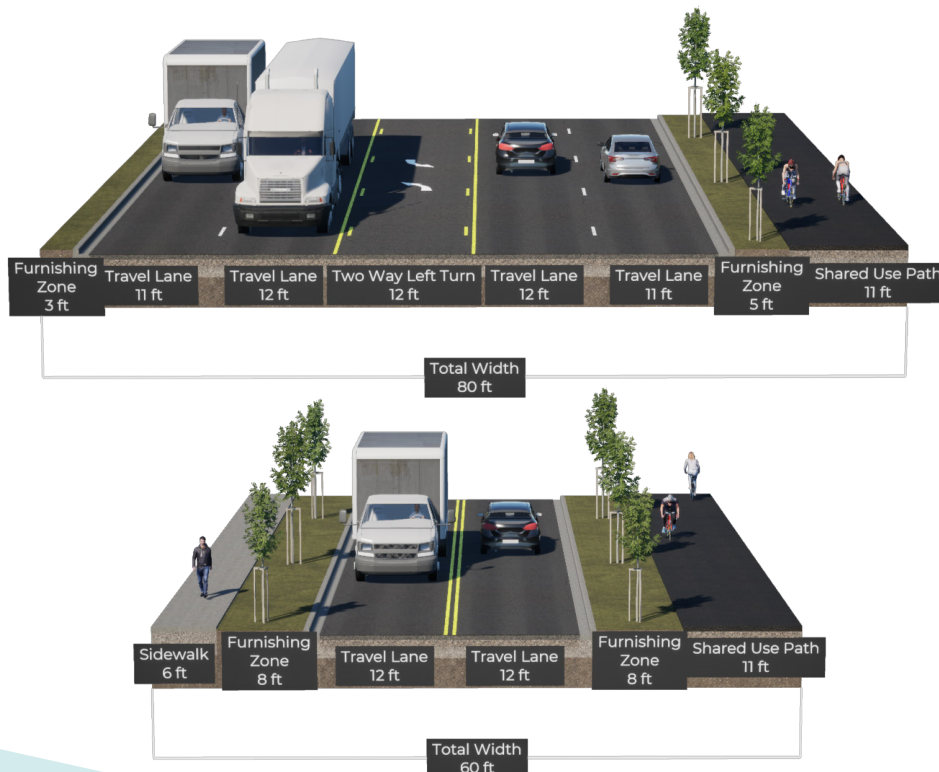 Furnishing
Zone
3 ft
Travel Lane
11 ft
Travel Lane
12 ft
Two Way Left Turn
12 ft
Travel Lane
12 ft
Travel Lane
11 ft
Furnishing
Zone
5 ft
Shared Use Path
11 ft
Total Width
80 ft
Sidewalk
6 ft
Furnishing
Zone
8 ft
Travel Lane
12 ft
Travel Lane
12 ft
Furnishing
Zone
8 ft
Shared Use Path
11 ft
Total Width
60 ft